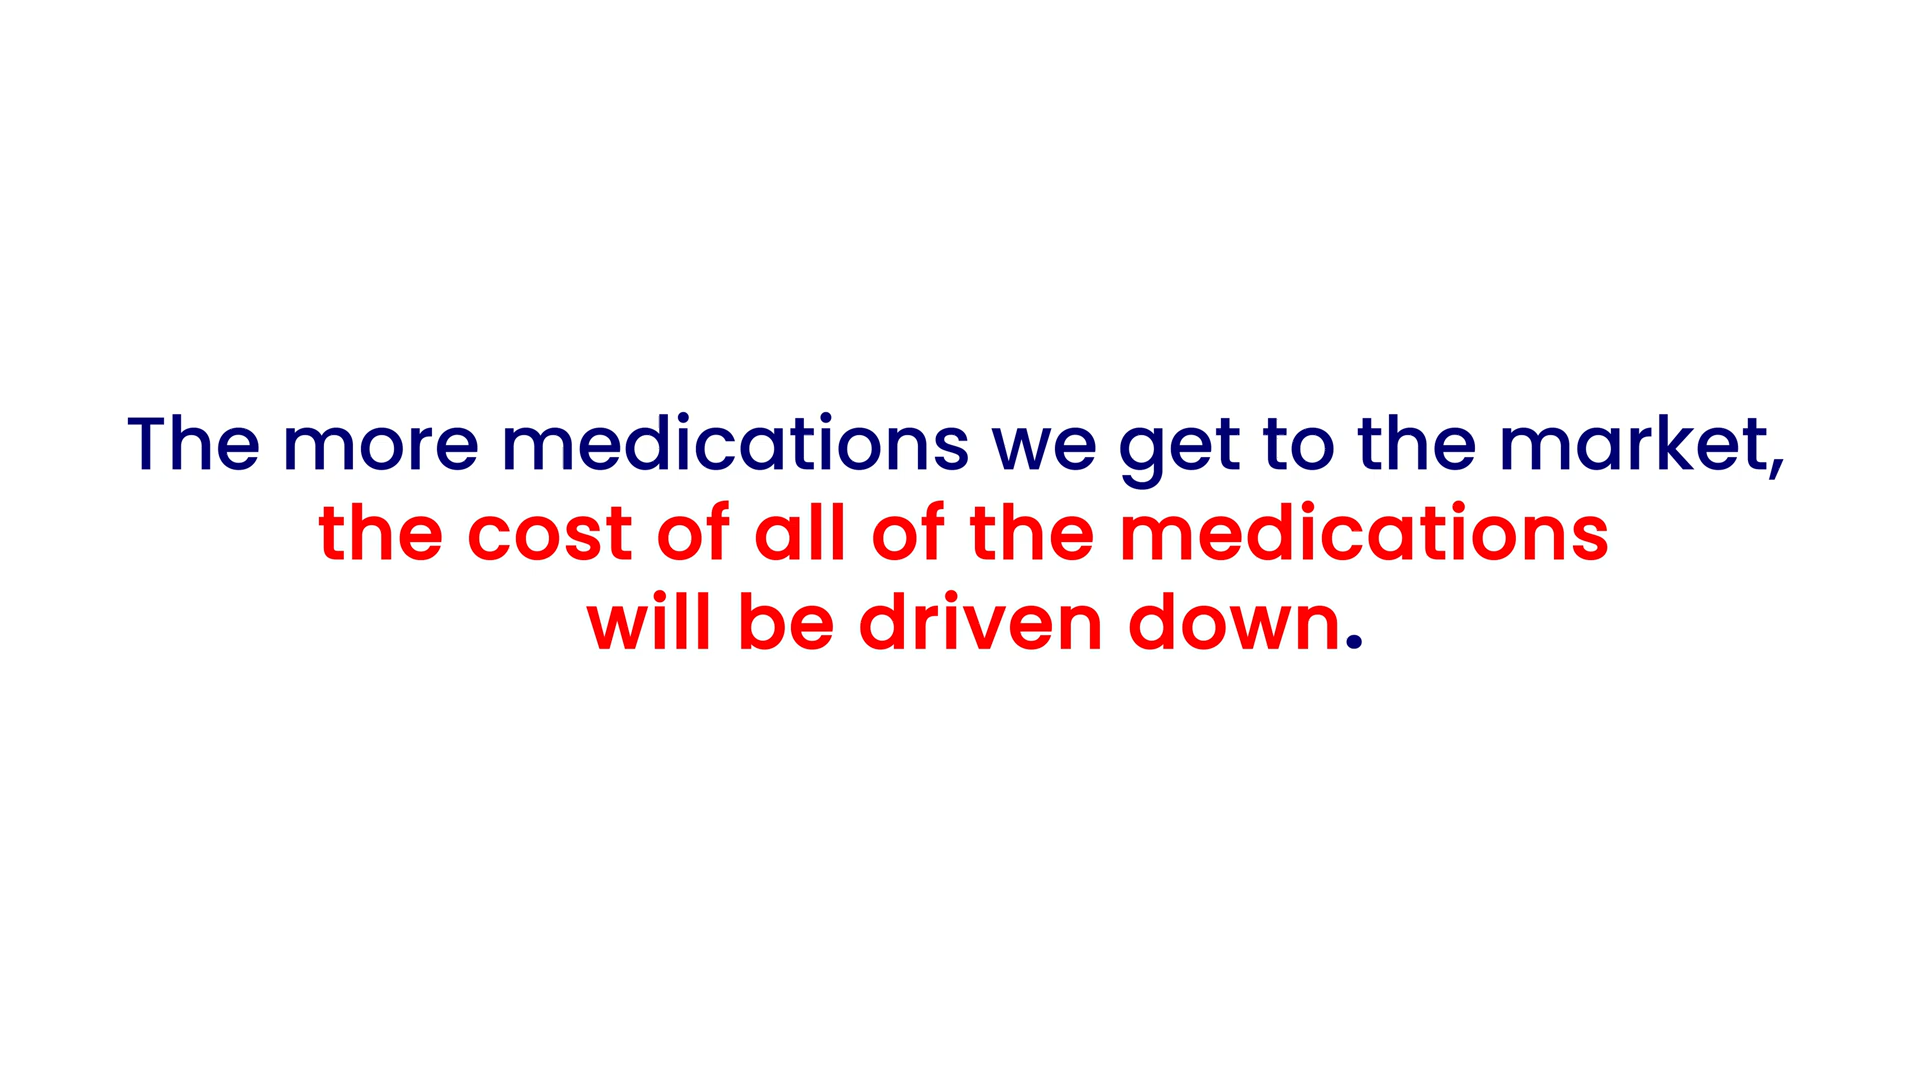 The more medications we get to the market,
the cost of all of the medications
will be driven down.